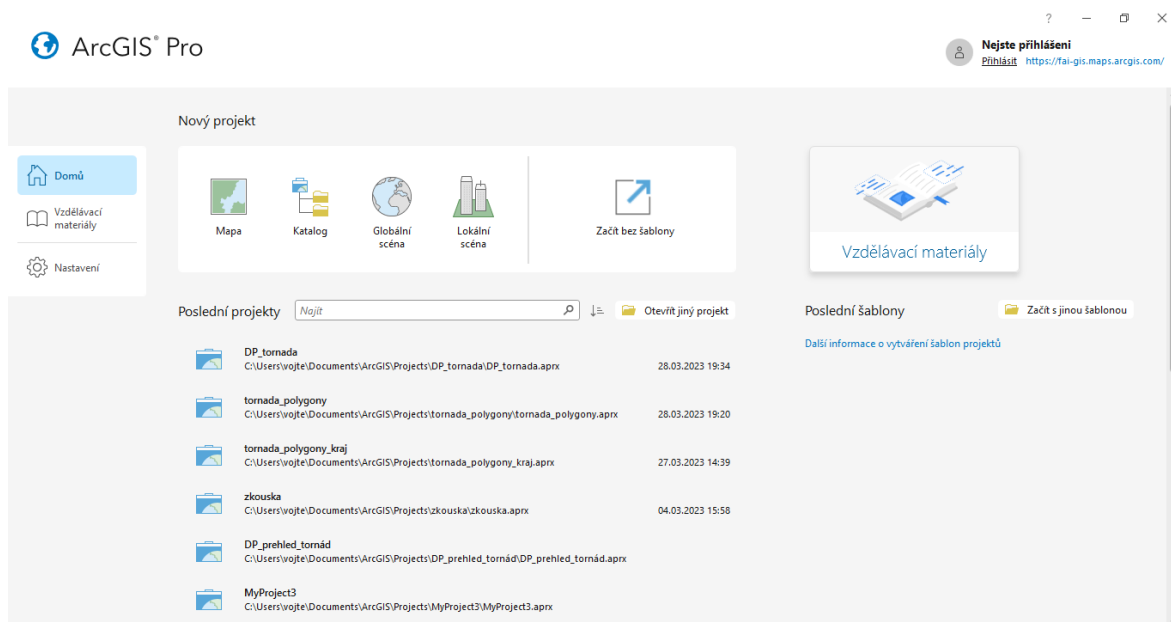 ArcGIS® Pro
?
Nejste přihlášeni
Přihlásit https://fai-gis.maps.arcgis.com/
Domů
Vzdělávací
materiály
Nastavení
Nový projekt
Mapa
Katalog
Globální
scéna
Lokální
scéna
Začít bez šablony
Vzdělávací materiály
Poslední projekty
Najít
Otevřít jiný projekt
Poslední šablony
Začít s jinou šablonou
Další informace o vytváření šablon projektů
DP_tornada
C:\Users\vojte\Documents\ArcGIS\Projects\DP_tornada\DP_tornada.aprx 28.03.2023 19:34
tornada_polygony
C:\Users\vojte\Documents\ArcGIS\Projects\tornada_polygony\tornada_polygony.aprx 28.03.2023 19:20
tornada_polygony_kraj
C:\Users\vojte\Documents\ArcGIS\Projects\tornada_polygony_kraj.aprx 27.03.2023 14:39
zkouska
C:\Users\vojte\Documents\ArcGIS\Projects\zkouska\zkouska.aprx 04.03.2023 15:58
DP_prehled_tornád
C:\Users\vojte\Documents\ArcGIS\Projects\DP_prehled_tornád\DP_prehled_tornád.aprx
MyProject3
C:\Users\vojte\Documents\ArcGIS\Projects\MyProject3\MyProject3.aprx